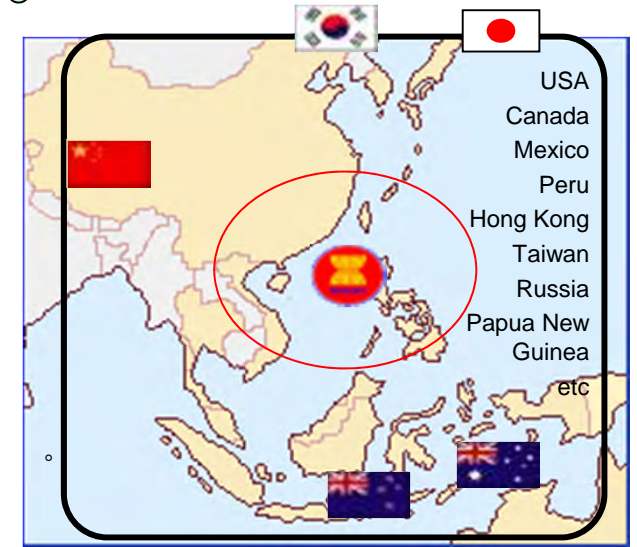 USA
Canada
Mexico
Peru
Hong Kong
Taiwan
Russia
Papua New
Guinea
etc